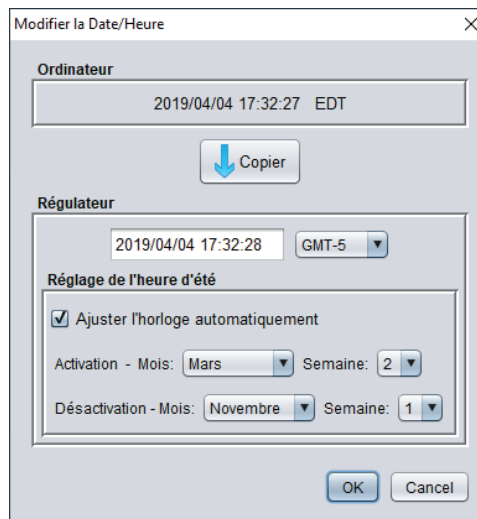 Modifier la Date/Heure
Ordinateur
2019/04/04 17:32:27 EDT
Copier
Régulateur
2019/04/04 17:32:28 GMT-5
Réglage de l'heure d'été
Ajuster l'horloge automatiquement
Activation - Mois: Mars Semaine: 2
Désactivation - Mois: Novembre Semaine: 1
OK Cancel